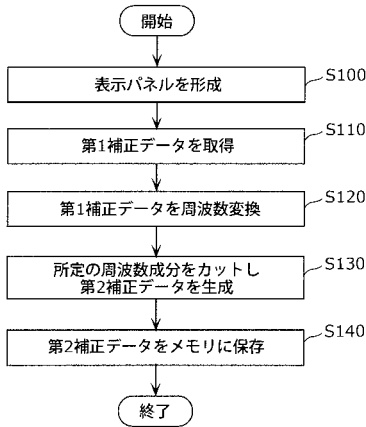 開始
表示パネルを形成
S100
第1補正データを取得
S110
第1補正データを周波数変換
S120
所定の周波数成分をカットし
第2補正データを生成
S130
第2補正データをメモリに保存
S140
終了